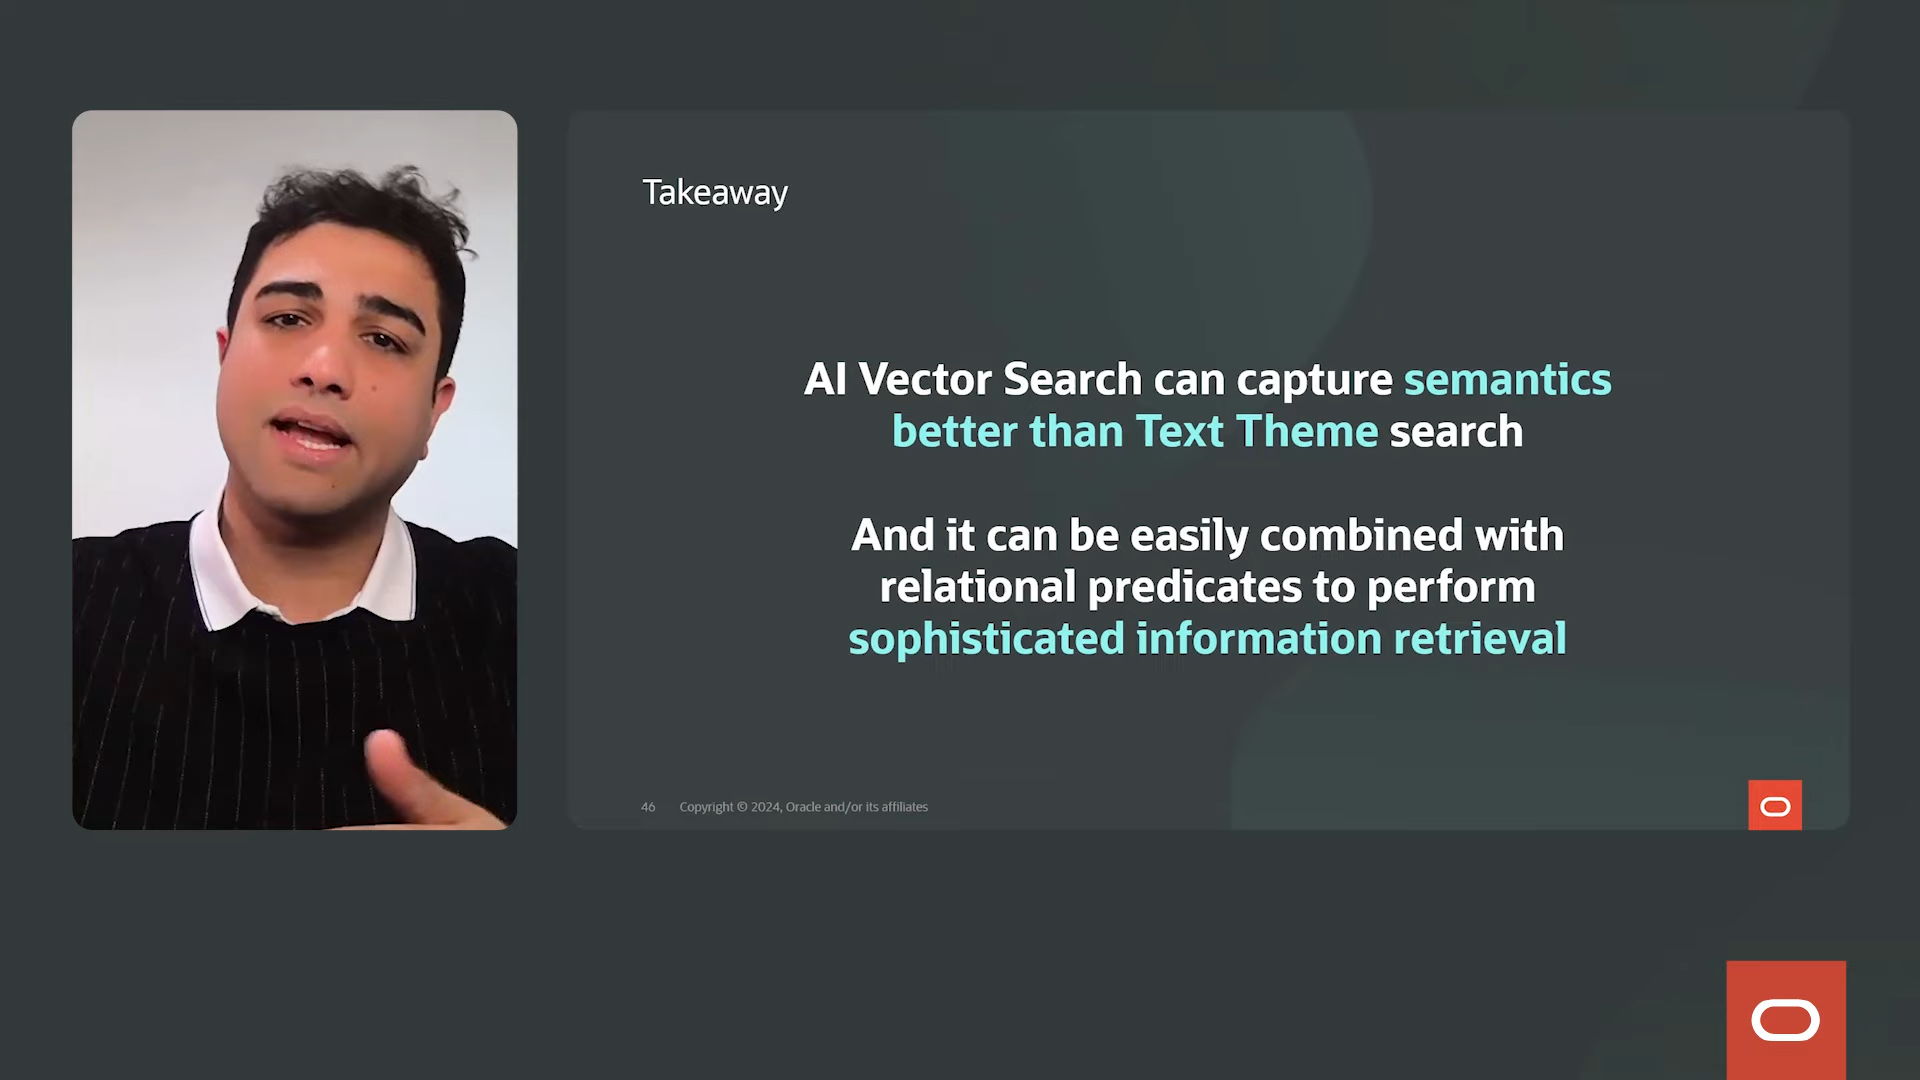 Takeaway
AI Vector Search can capture semantics
better than Text Theme search
And it can be easily combined with
relational predicates to perform
sophisticated information retrieval
46 Copyright © 2024, Oracle and/or its affiliates